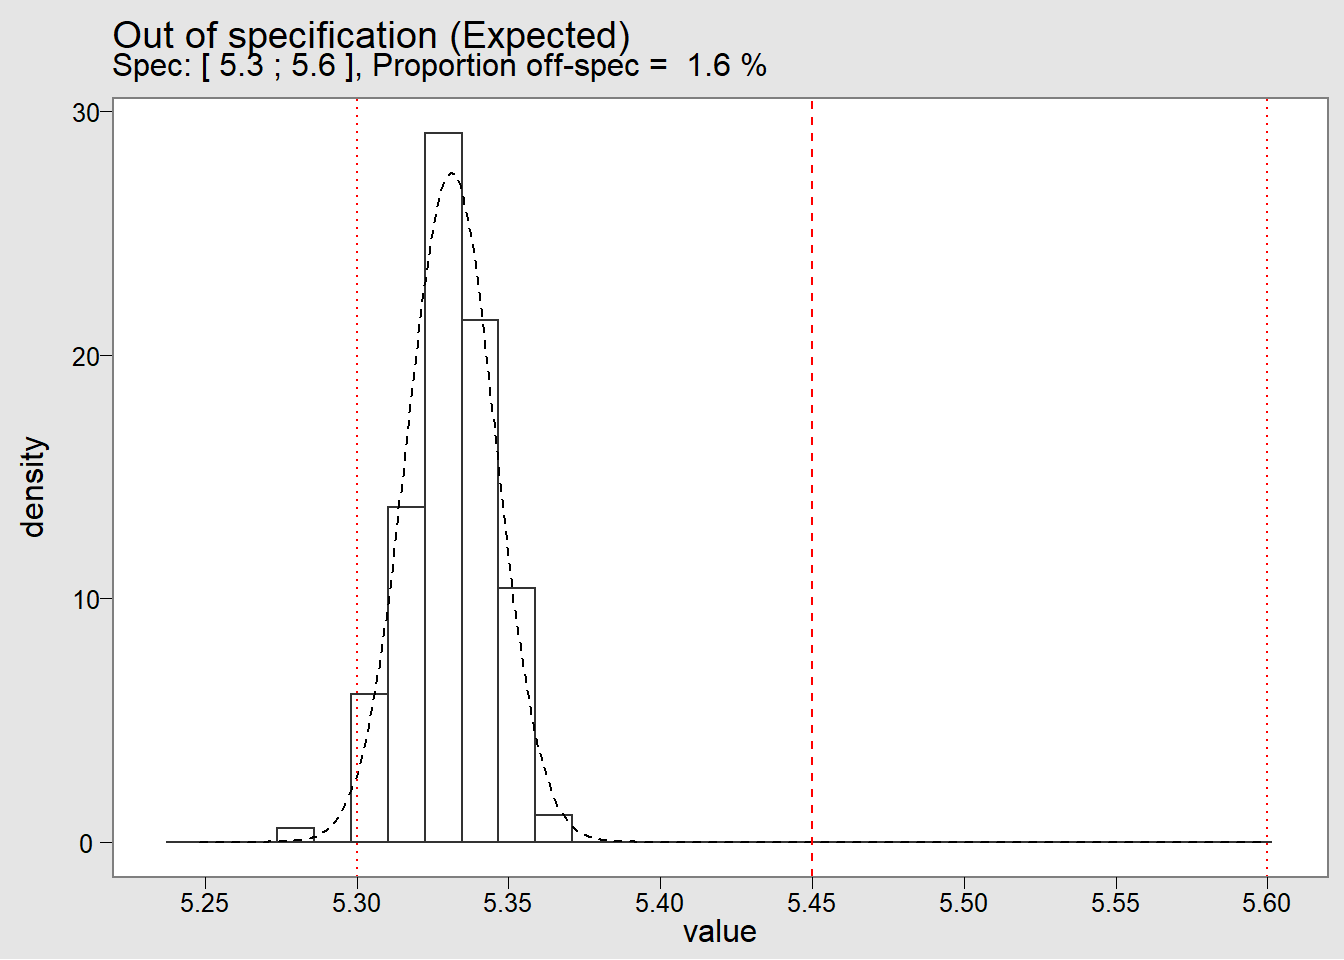 Out of specification (Expected)
Spec: [ 5.3 ; 5.6 ], Proportion off-spec =  1.6 %
30
20
10
0
density
5.25 5.30 5.35 5.40 5.45 5.50 5.55 5.60
value